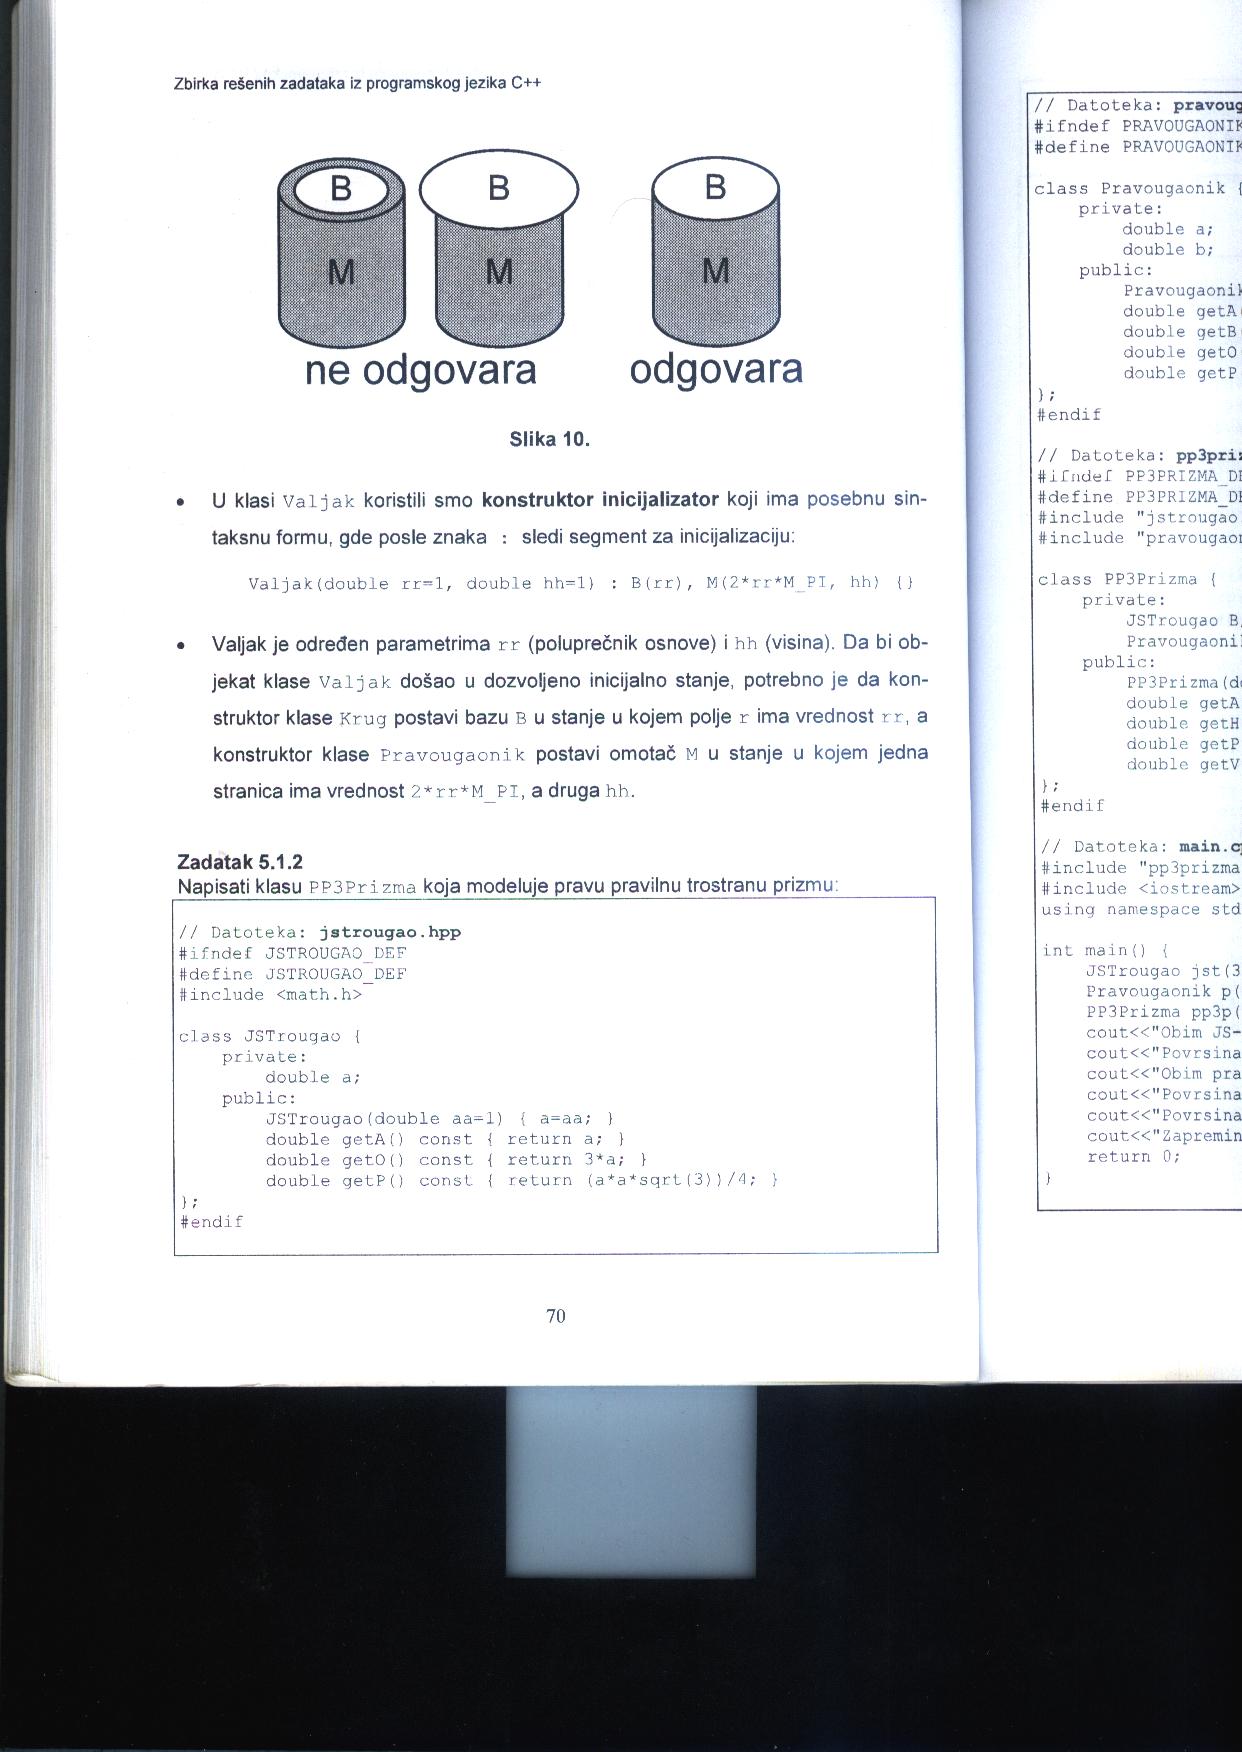 Zbirka rešenih zadataka iz programskog jezika C++
B B B
M M M
ne odgovara odgovara
Slika 10.
• U klasi Valjak koristili smo konstruktor inicijalizator koji ima posebnu sin-
taksnu formu, gde posle znaka : sledi segment za inicijalizaciju:
Valjak(double rr=1, double hh=1) : B(rr), M(2*rr*M_PI, hh) {}
• Valjak je određen parametrima rr (poluprečnik osnove) i hh (visina). Da bi ob-
jekat klase Valjak došao u dozvoljeno inicijalno stanje, potrebno je da kon-
struktor klase Krug postavi bazu B u stanje u kojem polje r ima vrednost rr, a
konstruktor klase Pravougaonik postavi omotač M u stanje u kojem jedna
stranica ima vrednost 2*rr*M_PI, a druga hh.
Zadatak 5.1.2
Napisati klasu PP3Prizma koja modeluje pravu pravilnu trostranu prizmu:
// Datoteka: jstrougao.hpp
#ifndef JSTROUGAO_DEF
#define JSTROUGAO_DEF
#include <math.h>
class JSTrougao {
private:
double a;
public:
JSTrougao(double aa=1) { a=aa; }
double getA() const { return a; }
double getO() const { return 3*a; }
double getP() const { return (a*a*sqrt(3))/4; }
};
#endif
70
// Datoteka: pravoug
#ifndef PRAVOUGAONIK
#define PRAVOUGAONIK
class Pravougaonik {
private:
double a;
double b;
public:
Pravougaonik
double getA(
double getB
double getO
double getP
};
#endif
// Datoteka: pp3pri
#ifndef PP3PRIZMA_DE
#define PP3PRIZMA_DE
#include "jstrougao
#include "pravougaon
class PP3Prizma {
private:
JSTrougao B,
Pravougaoni
public:
PP3Prizma(do
double getA
double getH
double getP
double getV
};
#endif
// Datoteka: main.c
#include "pp3prizma
#include <iostream>
using namespace std
int main() {
JSTrougao jst(3
Pravougaonik p(
PP3Prizma pp3p(
cout<<"Obim JS-
cout<<"Povrsina
cout<<"Obim pra
cout<<"Povrsina
cout<<"Povrsina
cout<<"Zapremin
return 0;
}